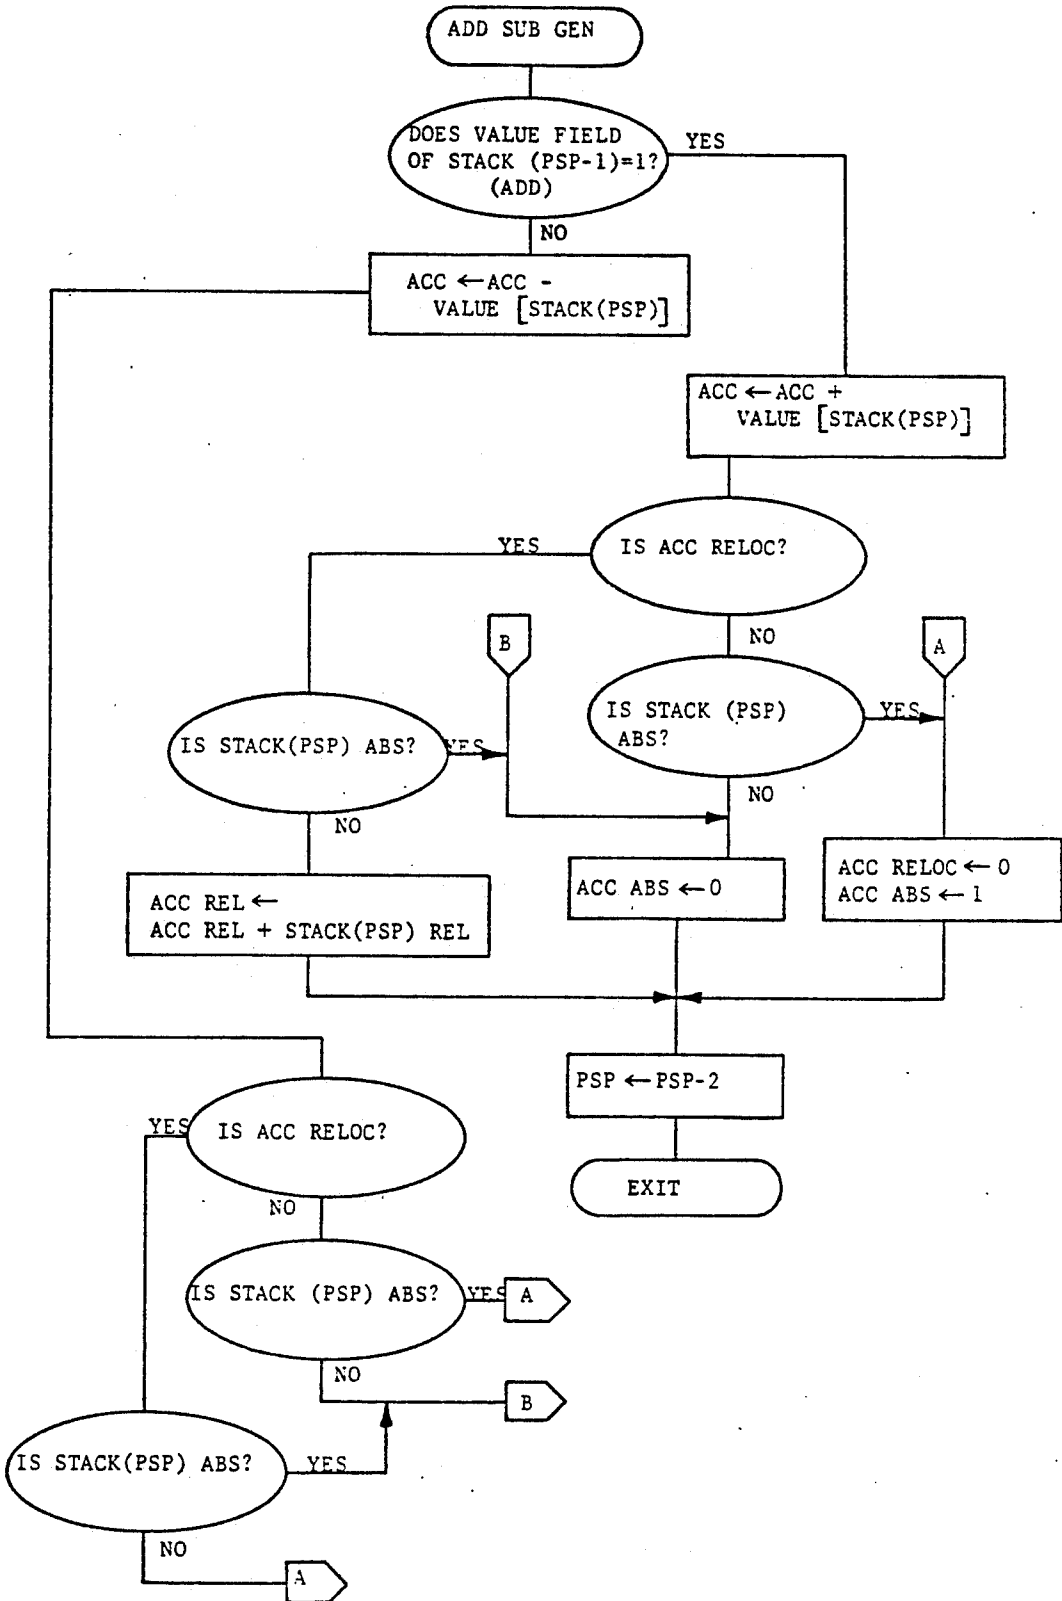 ADD SUB GEN
DOES VALUE FIELD
OF STACK (PSP-1)=1?
(ADD)
YES
NO
ACC ← ACC -
VALUE [STACK(PSP)]
ACC ← ACC +
VALUE [STACK(PSP)]
YES
IS ACC RELOC?
NO
B
A
IS STACK (PSP)
ABS?
YES
IS STACK(PSP) ABS?
YES
NO
NO
ACC RELOC ← 0
ACC ABS ← 1
ACC ABS ← 0
ACC REL ←
ACC REL + STACK(PSP) REL
PSP ← PSP-2
YES
IS ACC RELOC?
EXIT
NO
IS STACK (PSP) ABS?
YES
A
NO
B
IS STACK(PSP) ABS?
YES
NO
A